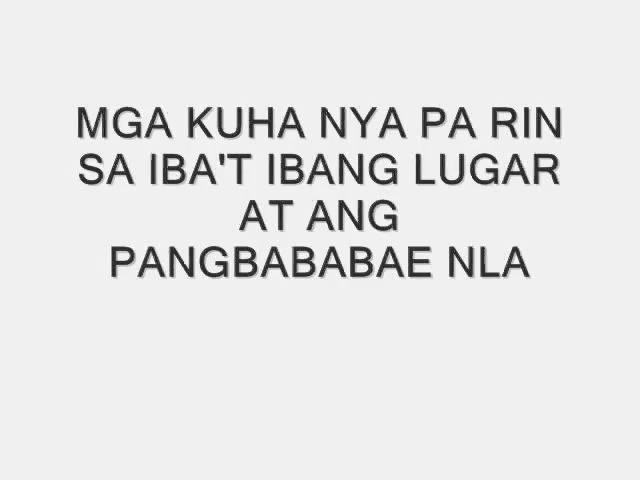 MGA KUHA NYA PA RIN
SA IBA'T IBANG LUGAR
AT ANG
PANGBABABAE NLA